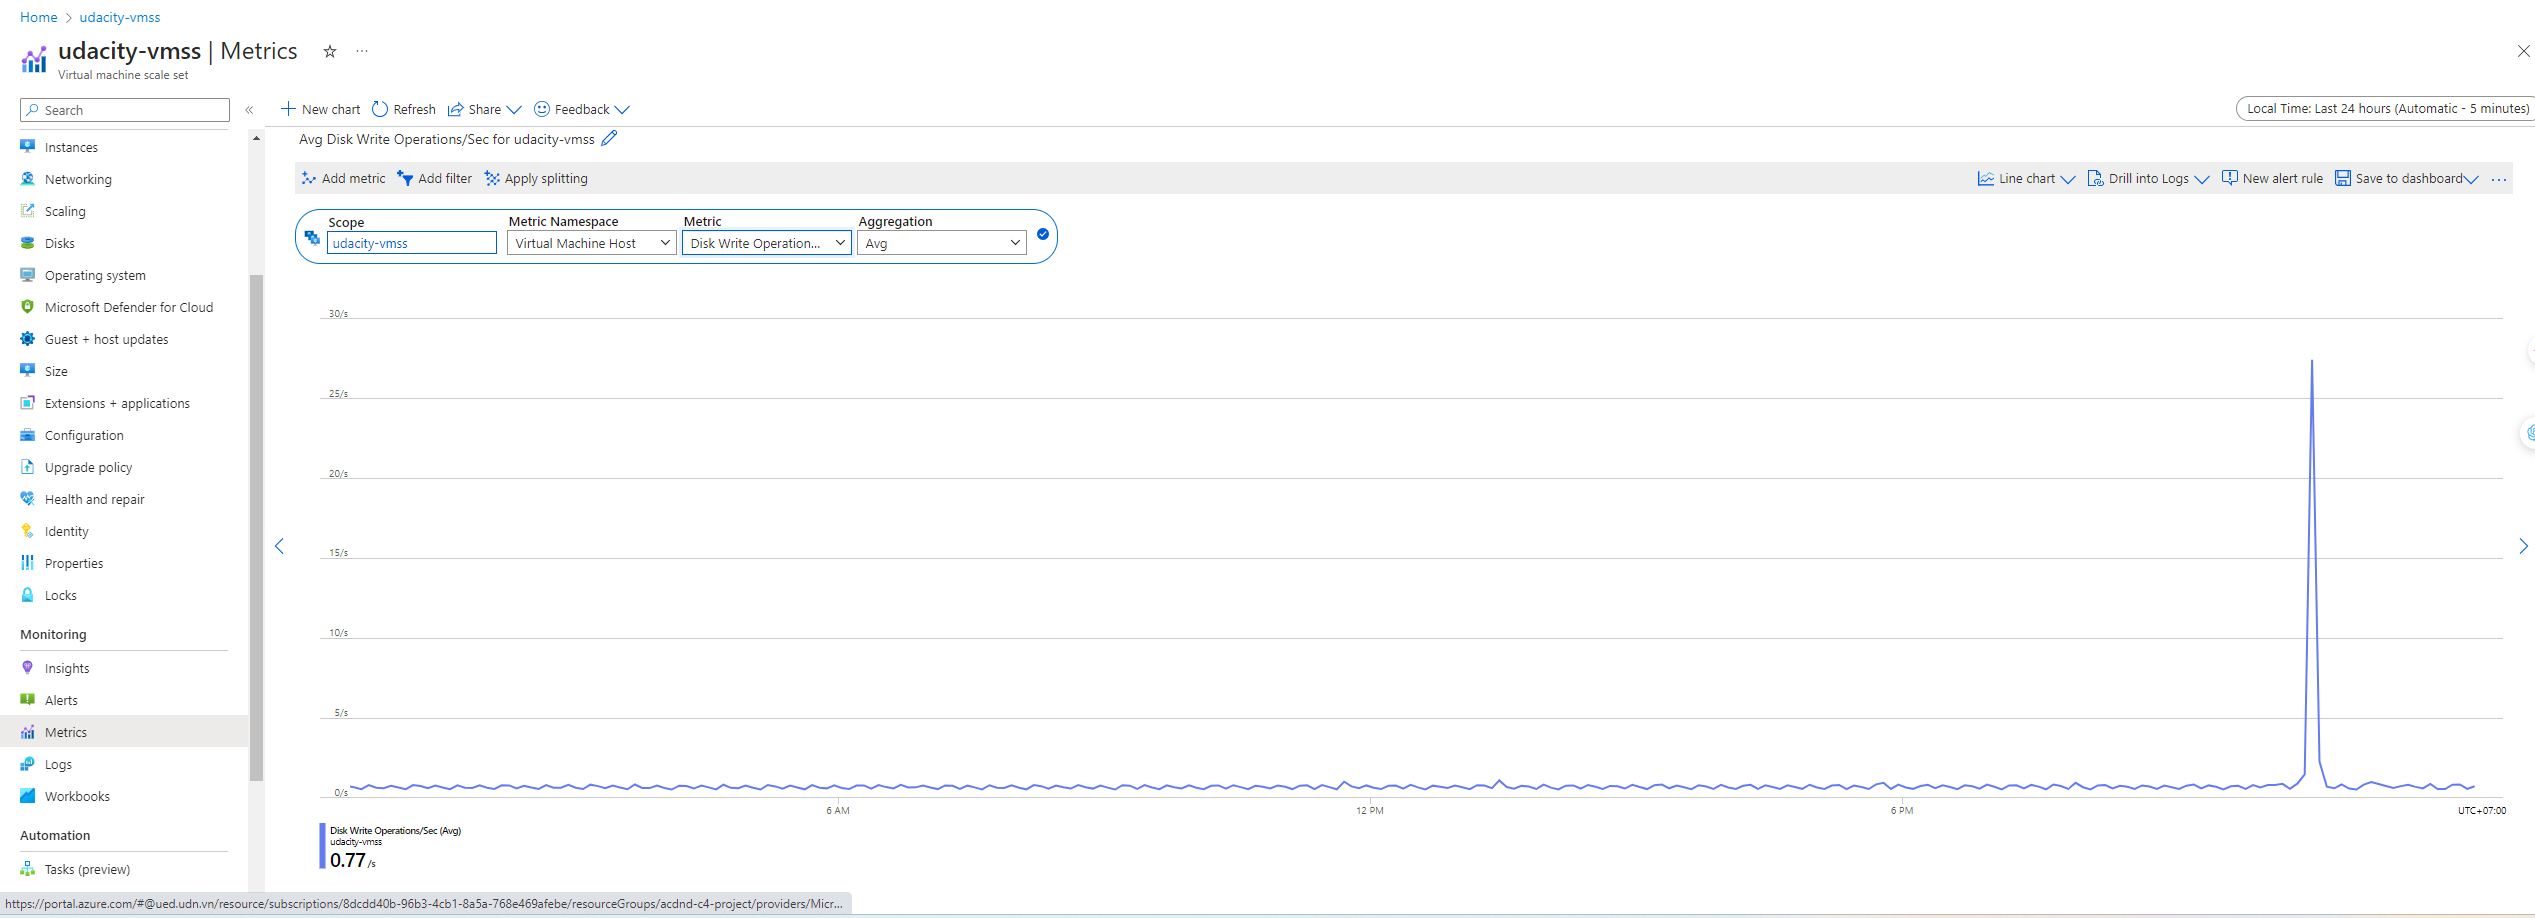 Home > udacity-vmss
udacity-vmss | Metrics
Virtual machine scale set
Search
Instances
Networking
Scaling
Disks
Operating system
Microsoft Defender for Cloud
Guest + host updates
Size
Extensions + applications
Configuration
Upgrade policy
Health and repair
Identity
Properties
Locks
Monitoring
Insights
Alerts
Metrics
Logs
Workbooks
Automation
Tasks (preview)
New chart Refresh Share Feedback
Local Time: Last 24 hours (Automatic - 5 minutes)
Avg Disk Write Operations/Sec for udacity-vmss
Add metric Add filter Apply splitting
Line chart Drill into Logs New alert rule Save to dashboard
Scope Metric Namespace Metric Aggregation
udacity-vmss Virtual Machine Host Disk Write Operation... Avg
30/s
25/s
20/s
15/s
10/s
5/s
0/s
6 AM 12 PM 6 PM UTC+07:00
Disk Write Operations/Sec (Avg)
udacity-vmss
0.77 /s
https://portal.azure.com/#@ued.udn.vn/resource/subscriptions/8dcdd40b-96b3-4cb1-8a5a-768e469afebe/resourceGroups/acdnd-c4-project/providers/Micr...